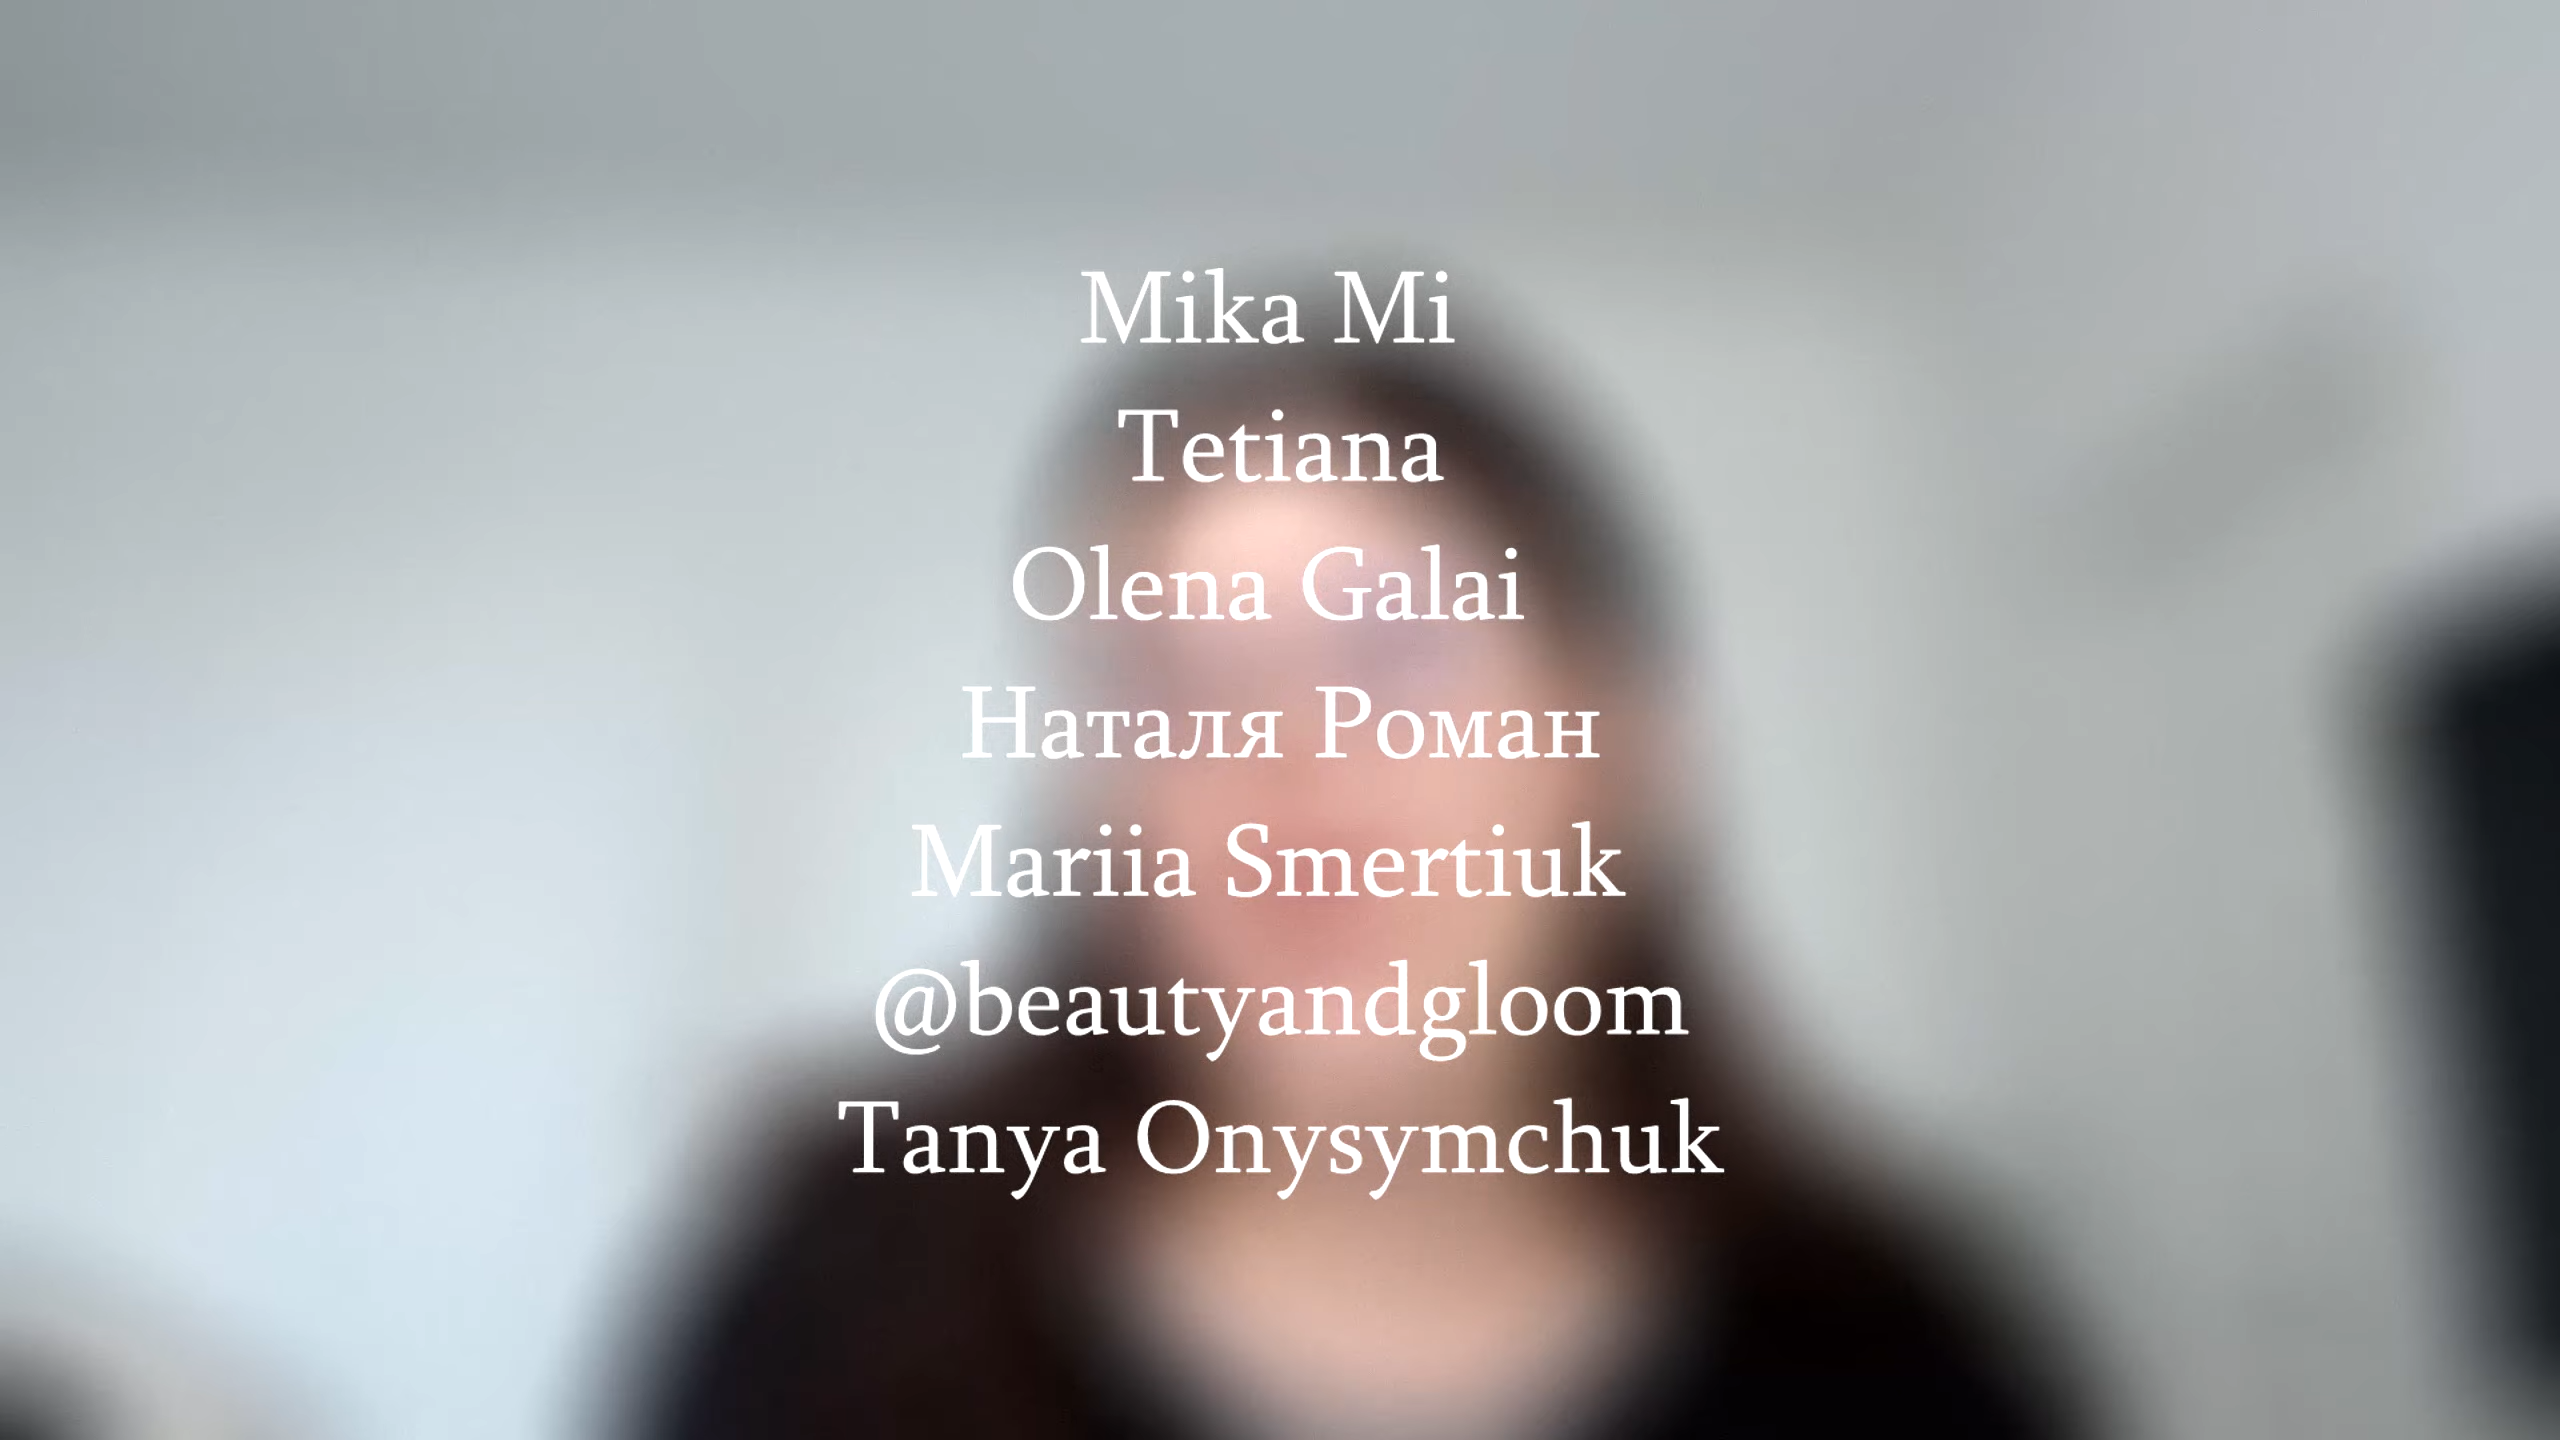 Mika Mi
Tetiana
Olena Galai
Наталя Роман
Mariia Smertiuk
@beautyandgloom
Tanya Onysymchuk